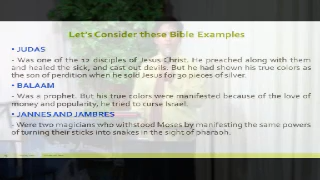 Let's Consider these Bible Examples
• JUDAS
- Was one of the 12 disciples of Jesus Christ. He preached along with them
and healed the sick, and cast out devils. But he had shown his true colors as
the son of perdition when he sold Jesus for 30 pieces of silver.
• BALAAM
- Was a prophet. But his true colors were manifested because of the love of
money and popularity, he tried to curse Israel.
• JANNES AND JAMBRES
- Were two magicians who withstood Moses by manifesting the same powers
of turning their sticks into snakes in the sight of pharaoh.